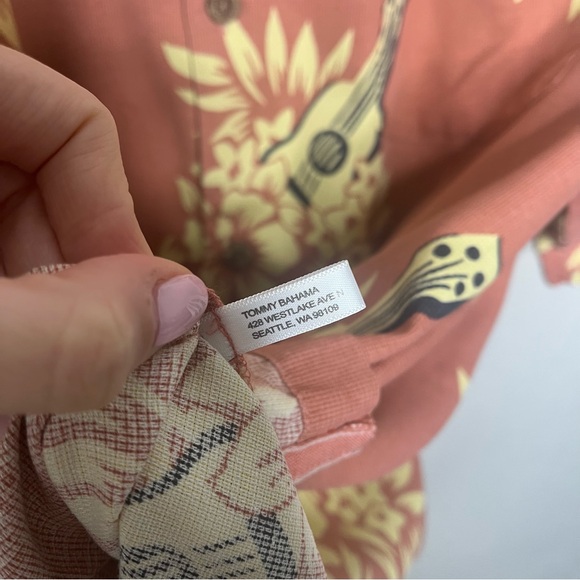 TOMMY BAHAMA
428 WESTLAKE AVE N
SEATTLE, WA 98109